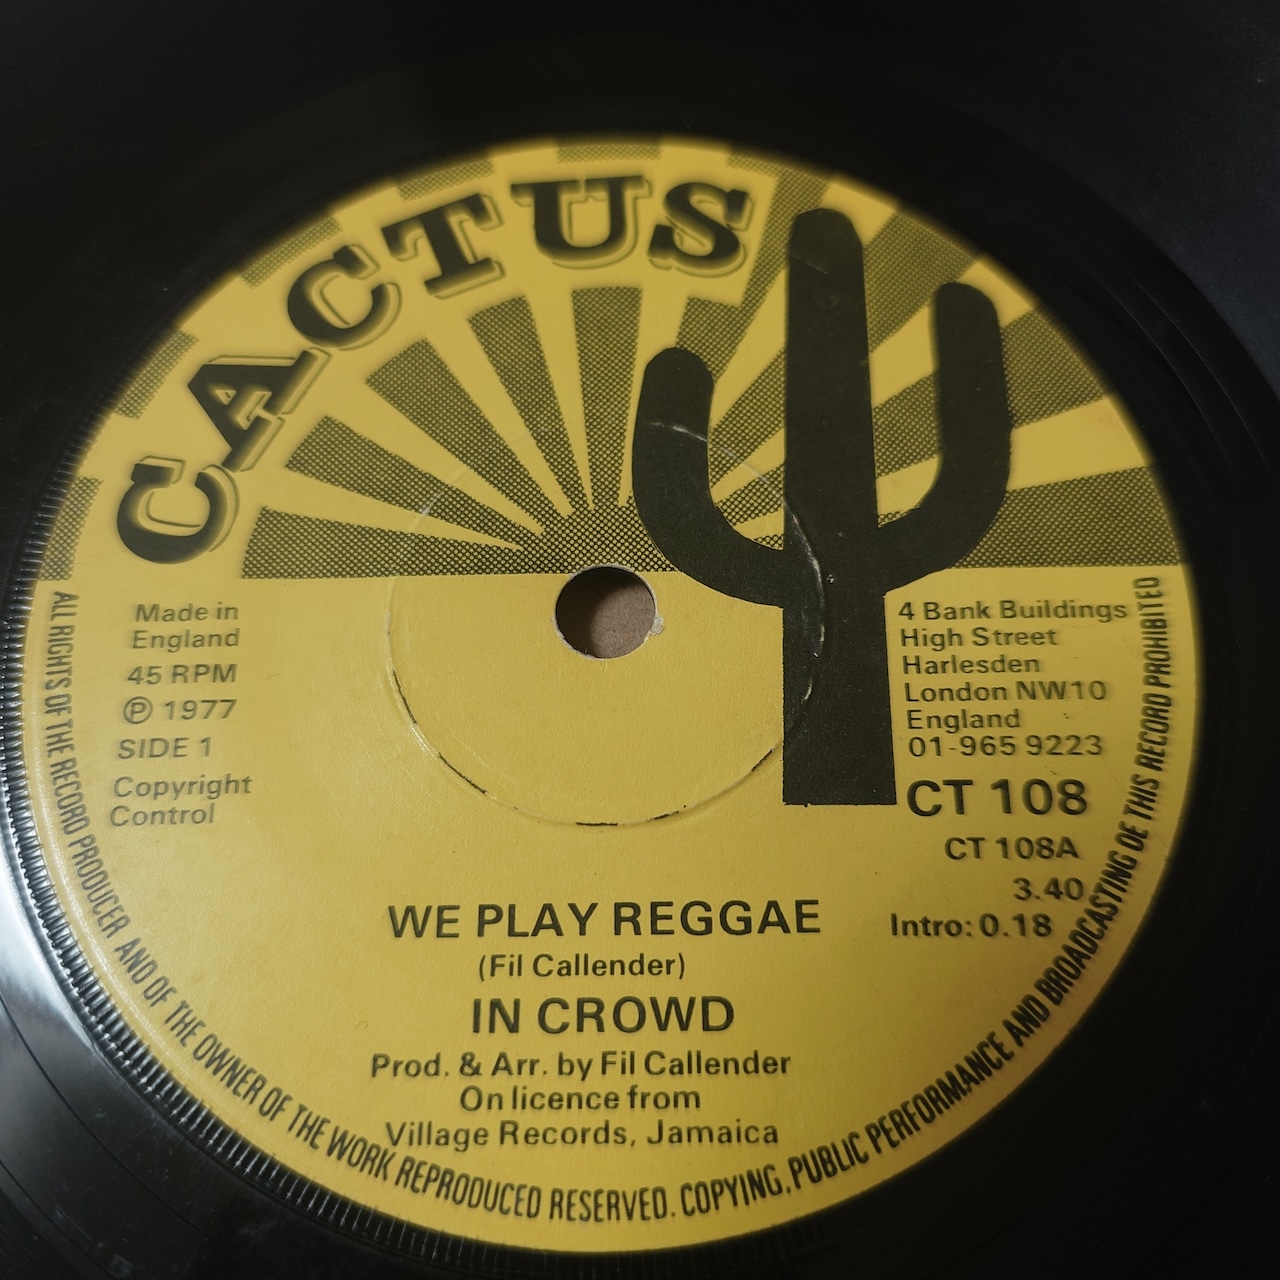 CACTUS
Made in
England
45 RPM
℗ 1977
SIDE 1
Copyright
Control
4 Bank Buildings
High Street
Harlesden
London NW10
England
01-965 9223
CT 108
CT 108A
3.40
Intro: 0.18
WE PLAY REGGAE
(Fil Callender)
IN CROWD
Prod. & Arr. by Fil Callender
On licence from
Village Records, Jamaica
ALL RIGHTS OF THE RECORD PRODUCER AND OF THE OWNER OF THE WORK REPRODUCED RESERVED. COPYING, PUBLIC PERFORMANCE AND BROADCASTING OE THIS RECORD PROHIBITED